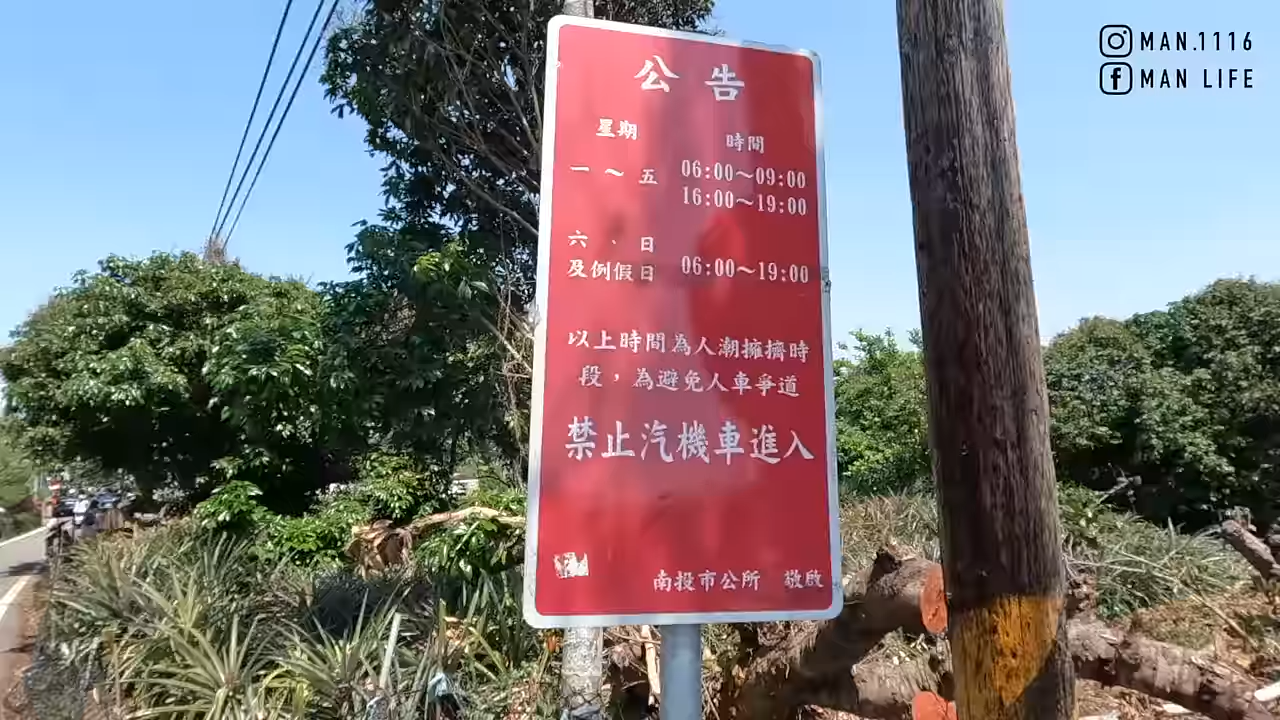 MAN.1116
MAN LIFE
公告
星期 時間
一～五 06:00～09:00
16:00～19:00
六、日
及例假日 06:00～19:00
以上時間為人潮擁擠時
段，為避免人車爭道
禁止汽機車進入
南投市公所 敬啟